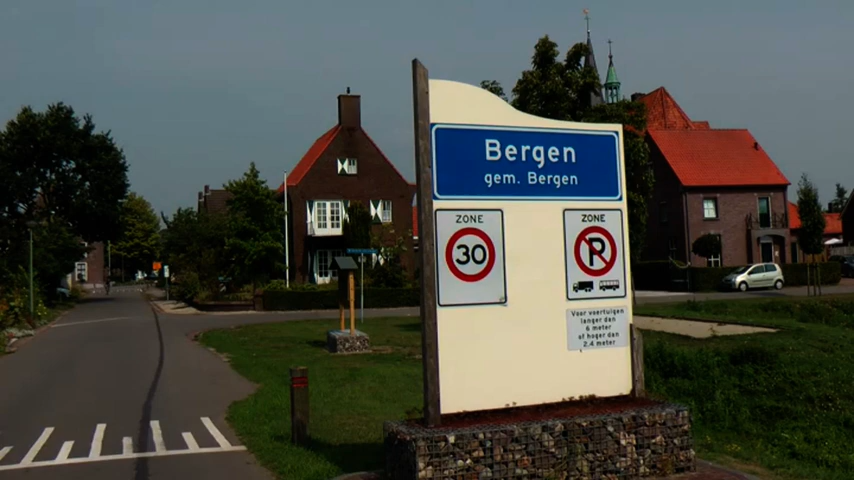 Bergen
gem. Bergen
ZONE
30
ZONE
P
Voor voertuigen
langer dan
6 meter
of hoger dan
2,4 meter